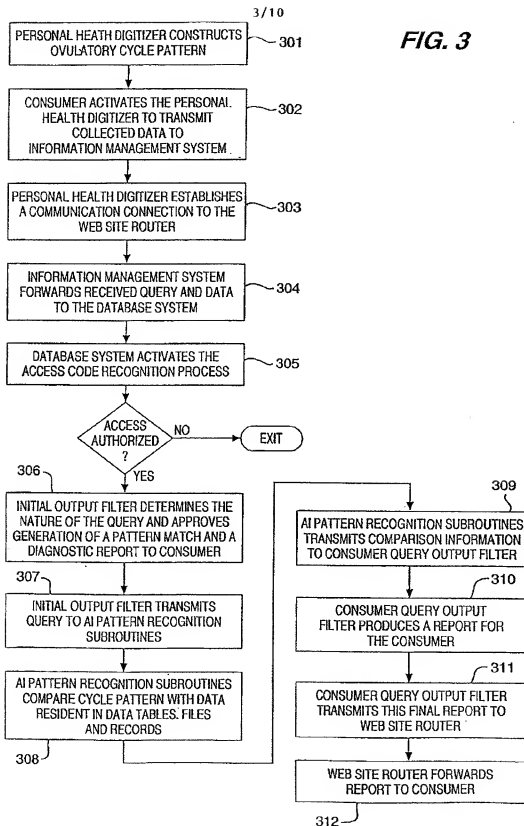 3/10
FIG. 3
PERSONAL HEATH DIGITIZER CONSTRUCTS
OVULATORY CYCLE PATTERN
301
CONSUMER ACTIVATES THE PERSONAL
HEALTH DIGITIZER TO TRANSMIT
COLLECTED DATA TO
INFORMATION MANAGEMENT SYSTEM
302
PERSONAL HEALTH DIGITIZER ESTABLISHES
A COMMUNICATION CONNECTION TO THE
WEB SITE ROUTER
303
INFORMATION MANAGEMENT SYSTEM
FORWARDS RECEIVED QUERY AND DATA
TO THE DATABASE SYSTEM
304
DATABASE SYSTEM ACTIVATES THE
ACCESS CODE RECOGNITION PROCESS
305
ACCESS
AUTHORIZED
?
NO
EXIT
YES
306
INITIAL OUTPUT FILTER DETERMINES THE
NATURE OF THE QUERY AND APPROVES
GENERATION OF A PATTERN MATCH AND A
DIAGNOSTIC REPORT TO CONSUMER
307
INITIAL OUTPUT FILTER TRANSMITS
QUERY TO AI PATTERN RECOGNITION
SUBROUTINES
AI PATTERN RECOGNITION SUBROUTINES
COMPARE CYCLE PATTERN WITH DATA
RESIDENT IN DATA TABLES. FILES
AND RECORDS
308
309
AI PATTERN RECOGNITION SUBROUTINES
TRANSMITS COMPARISON INFORMATION
TO CONSUMER QUERY OUTPUT FILTER
310
CONSUMER QUERY OUTPUT
FILTER PRODUCES A REPORT FOR
THE CONSUMER
311
CONSUMER QUERY OUTPUT FILTER
TRANSMITS THIS FINAL REPORT TO
WEB SITE ROUTER
WEB SITE ROUTER FORWARDS
REPORT TO CONSUMER
312